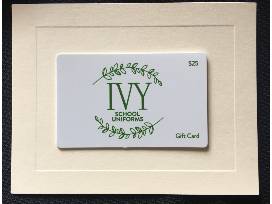 $25
IVY
SCHOOL
UNIFORMS
Gift Card